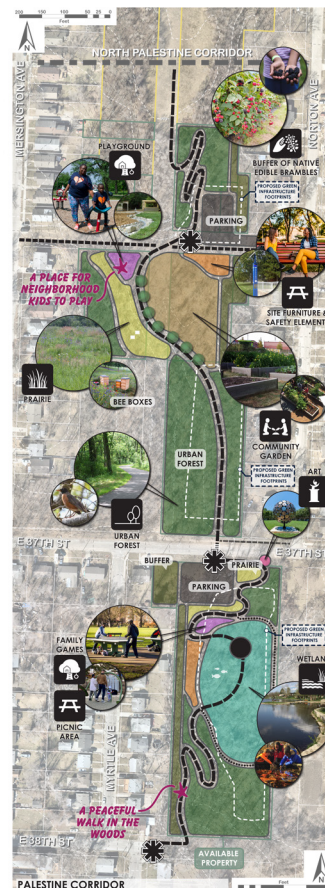 200 100 50 0 100 200
Feet
N
NORTH PALESTINE CORRIDOR
MERSINGTON AVE
NORTON AVE
PLAYGROUND
BUFFER OF NATIVE
EDIBLE BRAMBLES
PROPOSED GREEN
INFRASTRUCTURE
FOOTPRINTS
PARKING
A PLACE FOR
NEIGHBORHOOD
KIDS TO PLAY
SITE FURNITURE &
SAFETY ELEMENT
PRAIRIE
BEE BOXES
COMMUNITY
GARDEN
URBAN
FOREST
PROPOSED GREEN
INFRASTRUCTURE
FOOTPRINTS
ART
URBAN
FOREST
E 37TH ST
E 37TH ST
BUFFER
PRAIRIE
PARKING
PROPOSED GREEN
INFRASTRUCTURE
FOOTPRINTS
FAMILY
GAMES
WETLAN
PICNIC
AREA
MYRTLE AVE
A PEACEFUL
WALK IN THE
WOODS
E 38TH ST
AVAILABLE
PROPERTY
PALESTINE CORRIDOR
Feet